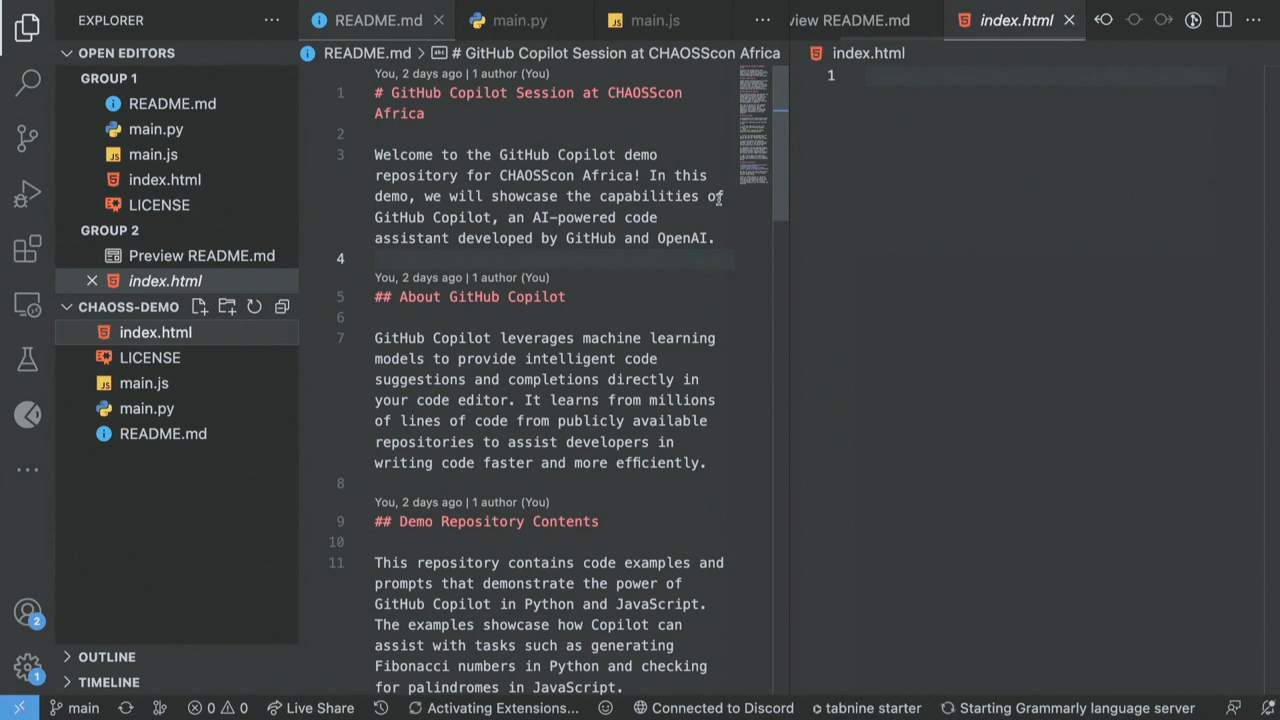 EXPLORER
OPEN EDITORS
GROUP 1
README.md
main.py
main.js
index.html
LICENSE
GROUP 2
Preview README.md
index.html
CHAOSS-DEMO
index.html
LICENSE
main.js
main.py
README.md
OUTLINE
TIMELINE
README.md
main.py
main.js
README.md > # GitHub Copilot Session at CHAOSScon Africa
You, 2 days ago | 1 author (You)
1 # GitHub Copilot Session at CHAOSScon
Africa
2
3 Welcome to the GitHub Copilot demo
repository for CHAOSScon Africa! In this
demo, we will showcase the capabilities of
GitHub Copilot, an AI-powered code
assistant developed by GitHub and OpenAI.
4
You, 2 days ago | 1 author (You)
5 ## About GitHub Copilot
6
7 GitHub Copilot leverages machine learning
models to provide intelligent code
suggestions and completions directly in
your code editor. It learns from millions
of lines of code from publicly available
repositories to assist developers in
writing code faster and more efficiently.
8
You, 2 days ago | 1 author (You)
9 ## Demo Repository Contents
10
11 This repository contains code examples and
prompts that demonstrate the power of
GitHub Copilot in Python and JavaScript.
The examples showcase how Copilot can
assist with tasks such as generating
Fibonacci numbers in Python and checking
for palindromes in JavaScript.
view README.md
index.html
index.html
1
2
1
main
0
0
Live Share
Activating Extensions...
Connected to Discord
tabnine starter
Starting Grammarly language server